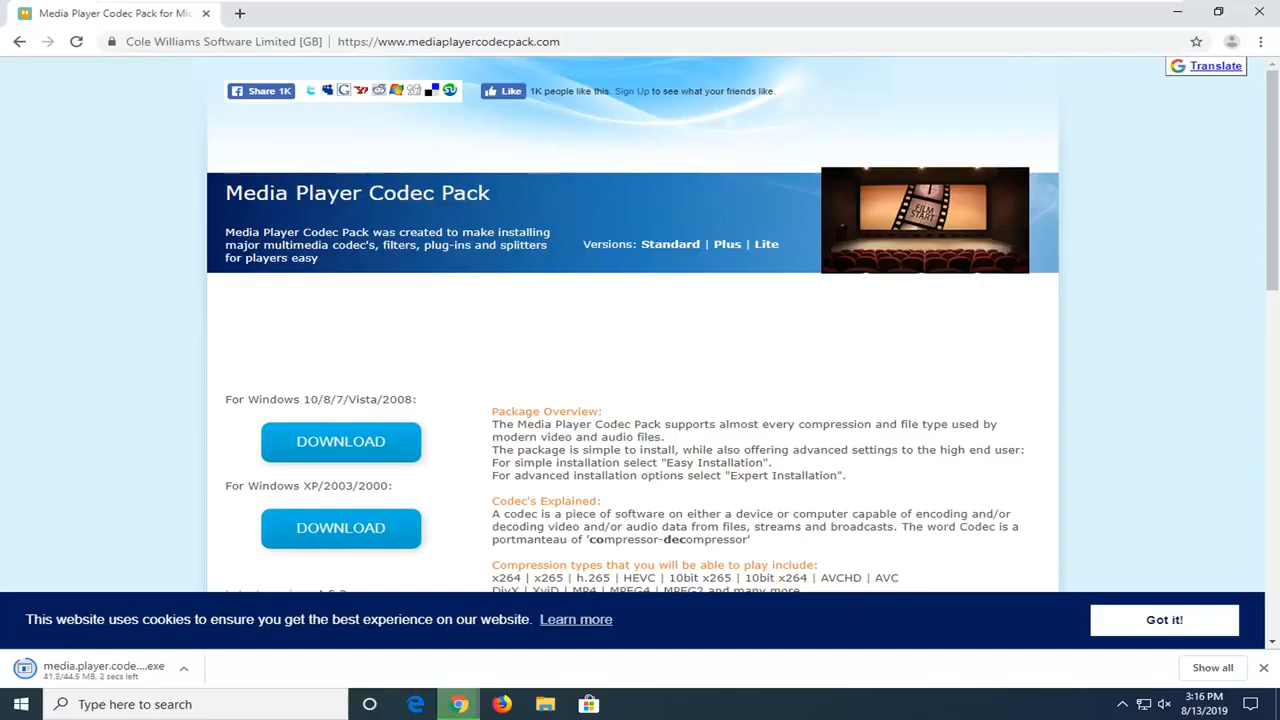 Media Player Codec Pack for Mic
Cole Williams Software Limited [GB] | https://www.mediaplayercodecpack.com
Translate
Share 1K
Like 1K people like this. Sign Up to see what your friends like.
Media Player Codec Pack
Media Player Codec Pack was created to make installing
major multimedia codec's, filters, plug-ins and splitters
for players easy
Versions: Standard | Plus | Lite
FILM
START
For Windows 10/8/7/Vista/2008:
DOWNLOAD
For Windows XP/2003/2000:
DOWNLOAD
Package Overview:
The Media Player Codec Pack supports almost every compression and file type used by
modern video and audio files.
The package is simple to install, while also offering advanced settings to the high end user:
For simple installation select "Easy Installation".
For advanced installation options select "Expert Installation".
Codec's Explained:
A codec is a piece of software on either a device or computer capable of encoding and/or
decoding video and/or audio data from files, streams and broadcasts. The word Codec is a
portmanteau of 'compressor-decompressor'
Compression types that you will be able to play include:
x264 | x265 | h.265 | HEVC | 10bit x265 | 10bit x264 | AVCHD | AVC
DivX | XviD | MP4 | MPEG4 | MPEG2 and many more
This website uses cookies to ensure you get the best experience on our website. Learn more
Got it!
media.player.code....exe
41.3/44.5 MB, 2 secs left
Show all
Type here to search
3:16 PM
8/13/2019